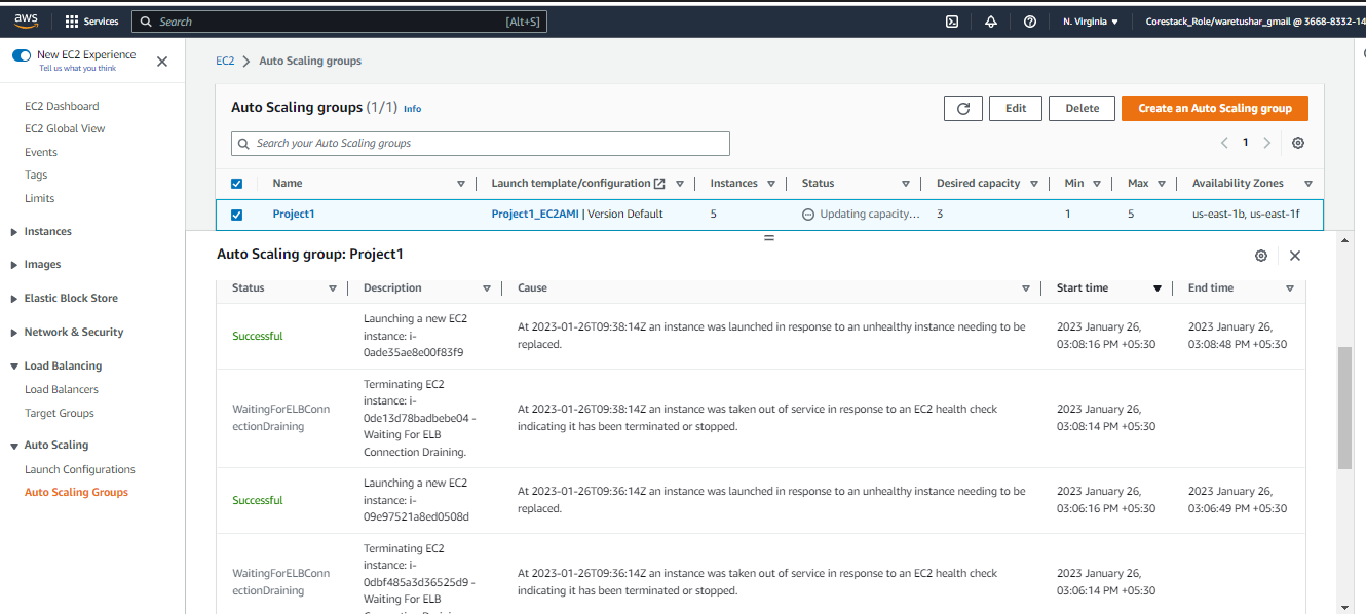 aws
Services
Search
[Alt+S]
N. Virginia
Corestack_Role/waretushar_gmail @ 3668-8332-14
New EC2 Experience
Tell us what you think
EC2 Dashboard
EC2 Global View
Events
Tags
Limits
Instances
Images
Elastic Block Store
Network & Security
Load Balancing
Load Balancers
Target Groups
Auto Scaling
Launch Configurations
Auto Scaling Groups
EC2
Auto Scaling groups
Auto Scaling groups (1/1) Info
Edit
Delete
Create an Auto Scaling group
Search your Auto Scaling groups
1
Name
Launch template/configuration
Instances
Status
Desired capacity
Min
Max
Availability Zones
Project1
Project1_EC2AMI | Version Default
5
Updating capacity...
3
1
5
us-east-1b, us-east-1f
Auto Scaling group: Project1
Status
Description
Cause
Start time
End time
Successful
Launching a new EC2
instance: i-
0ade35ae8e00f83f9
At 2023-01-26T09:38:14Z an instance was launched in response to an unhealthy instance needing to be
replaced.
2023 January 26,
03:08:16 PM +05:30
2023 January 26,
03:08:48 PM +05:30
WaitingForELBConn
ectionDraining
Terminating EC2
instance: i-
0de13d78badbebe04 -
Waiting For ELB
Connection Draining.
At 2023-01-26T09:38:14Z an instance was taken out of service in response to an EC2 health check
indicating it has been terminated or stopped.
2023 January 26,
03:08:14 PM +05:30
Successful
Launching a new EC2
instance: i-
09e97521a8ed0508d
At 2023-01-26T09:36:14Z an instance was launched in response to an unhealthy instance needing to be
replaced.
2023 January 26,
03:06:16 PM +05:30
2023 January 26,
03:06:49 PM +05:30
WaitingForELBConn
ectionDraining
Terminating EC2
instance: i-
0dbf485a3d36525d9 -
Waiting For ELB
At 2023-01-26T09:36:14Z an instance was taken out of service in response to an EC2 health check
indicating it has been terminated or stopped.
2023 January 26,
03:06:14 PM +05:30